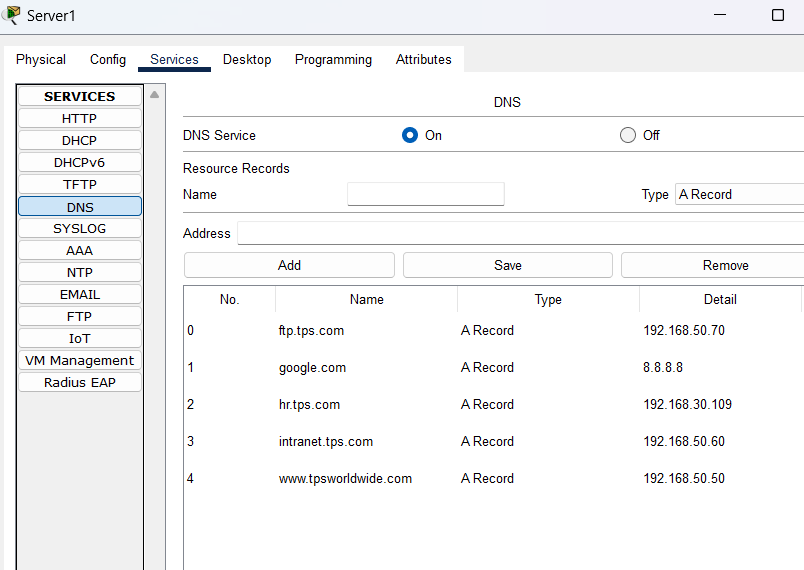 Server1
Physical Config Services Desktop Programming Attributes
SERVICES
HTTP
DHCP
DHCPv6
TFTP
DNS
SYSLOG
AAA
NTP
EMAIL
FTP
IoT
VM Management
Radius EAP
DNS
DNS Service On Off
Resource Records
Name Type A Record
Address
Add Save Remove
No. Name Type Detail
0 ftp.tps.com A Record 192.168.50.70
1 google.com A Record 8.8.8.8
2 hr.tps.com A Record 192.168.30.109
3 intranet.tps.com A Record 192.168.50.60
4 www.tpsworldwide.com A Record 192.168.50.50